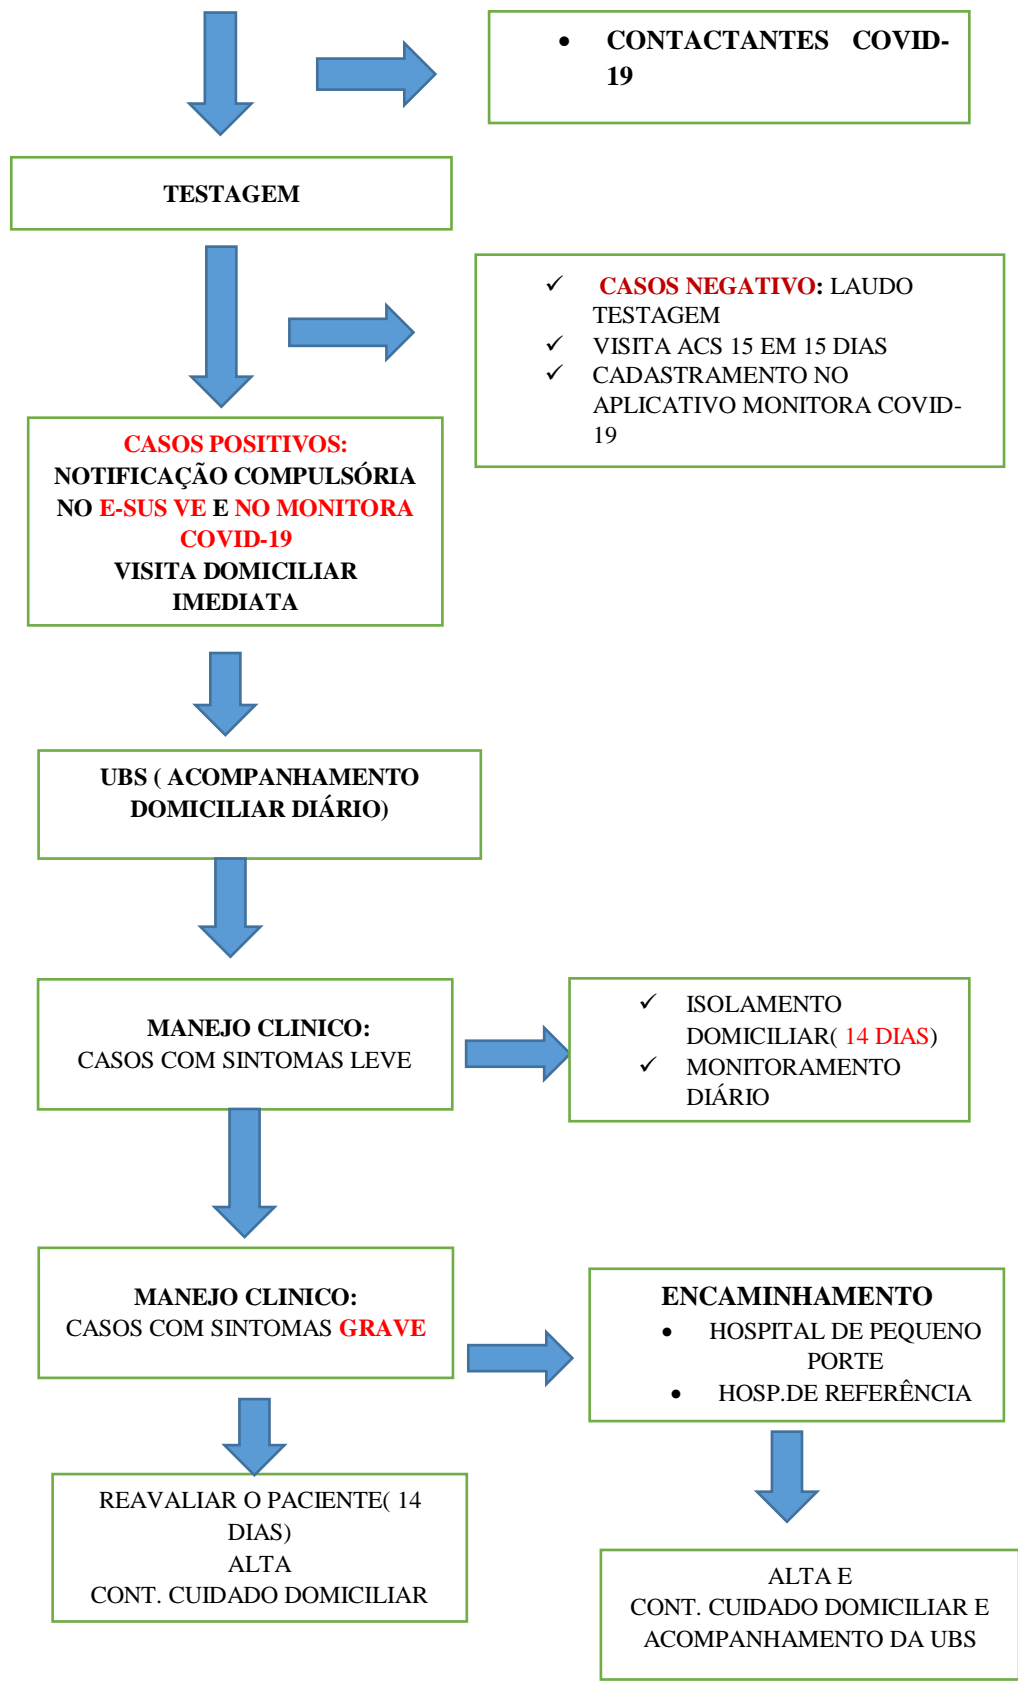 • CONTACTANTES COVID-
19
TESTAGEM
✓ CASOS NEGATIVO: LAUDO
TESTAGEM
✓ VISITA ACS 15 EM 15 DIAS
✓ CADASTRAMENTO NO
APLICATIVO MONITORA COVID-
19
CASOS POSITIVOS:
NOTIFICAÇÃO COMPULSÓRIA
NO E-SUS VE E NO MONITORA
COVID-19
VISITA DOMICILIAR
IMEDIATA
UBS ( ACOMPANHAMENTO
DOMICILIAR DIÁRIO)
MANEJO CLINICO:
CASOS COM SINTOMAS LEVE
✓ ISOLAMENTO
DOMICILIAR( 14 DIAS)
✓ MONITORAMENTO
DIÁRIO
MANEJO CLINICO:
CASOS COM SINTOMAS GRAVE
ENCAMINHAMENTO
• HOSPITAL DE PEQUENO
PORTE
• HOSP.DE REFERÊNCIA
REAVALIAR O PACIENTE( 14
DIAS)
ALTA
CONT. CUIDADO DOMICILIAR
ALTA E
CONT. CUIDADO DOMICILIAR E
ACOMPANHAMENTO DA UBS